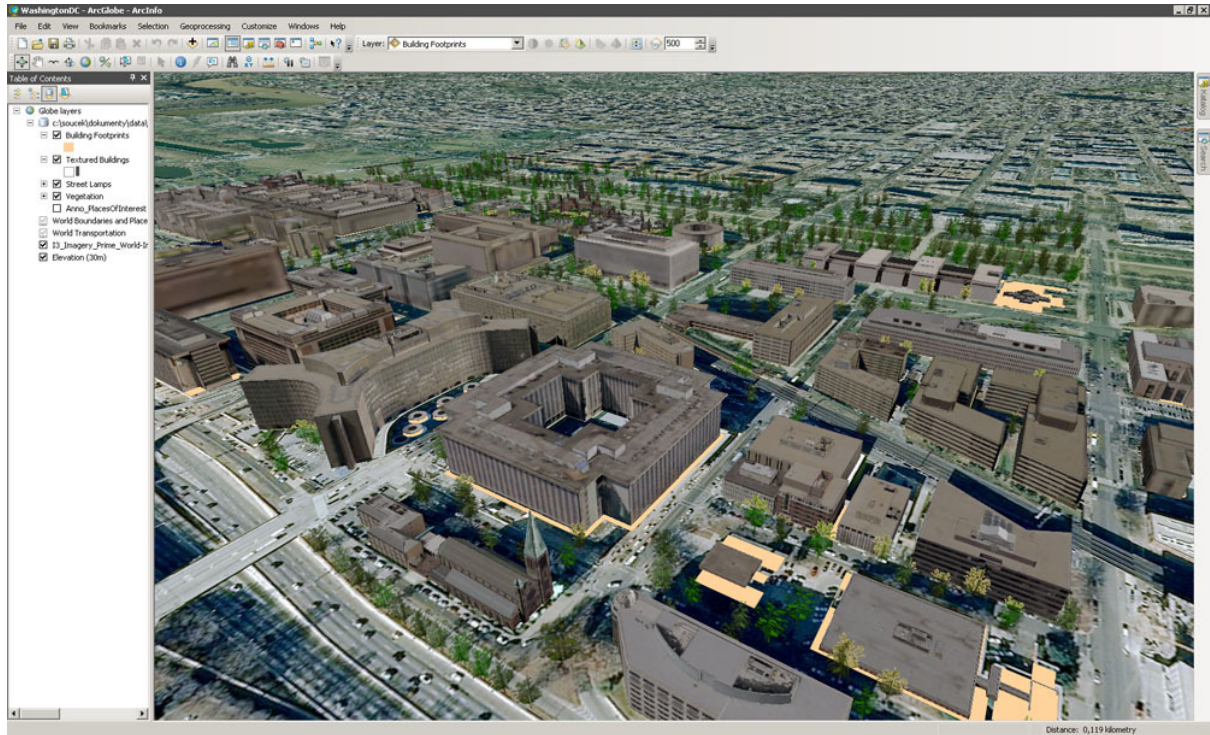 WashingtonDC - ArcGlobe - ArcInfo
File Edit View Bookmarks Selection Geoprocessing Customize Windows Help
Layer: Building Footprints 500
Table of Contents
Globe layers
c:\soucek\dokumenty\data\
Building Footprints
Textured Buildings
Street Lamps
Vegetation
Anno_PlacesOfInterest
World Boundaries and Place
World Transportation
I3_Imagery_Prime_World-Ir
Elevation (30m)
Catalog
Search
Distance: 0,119 kilometry